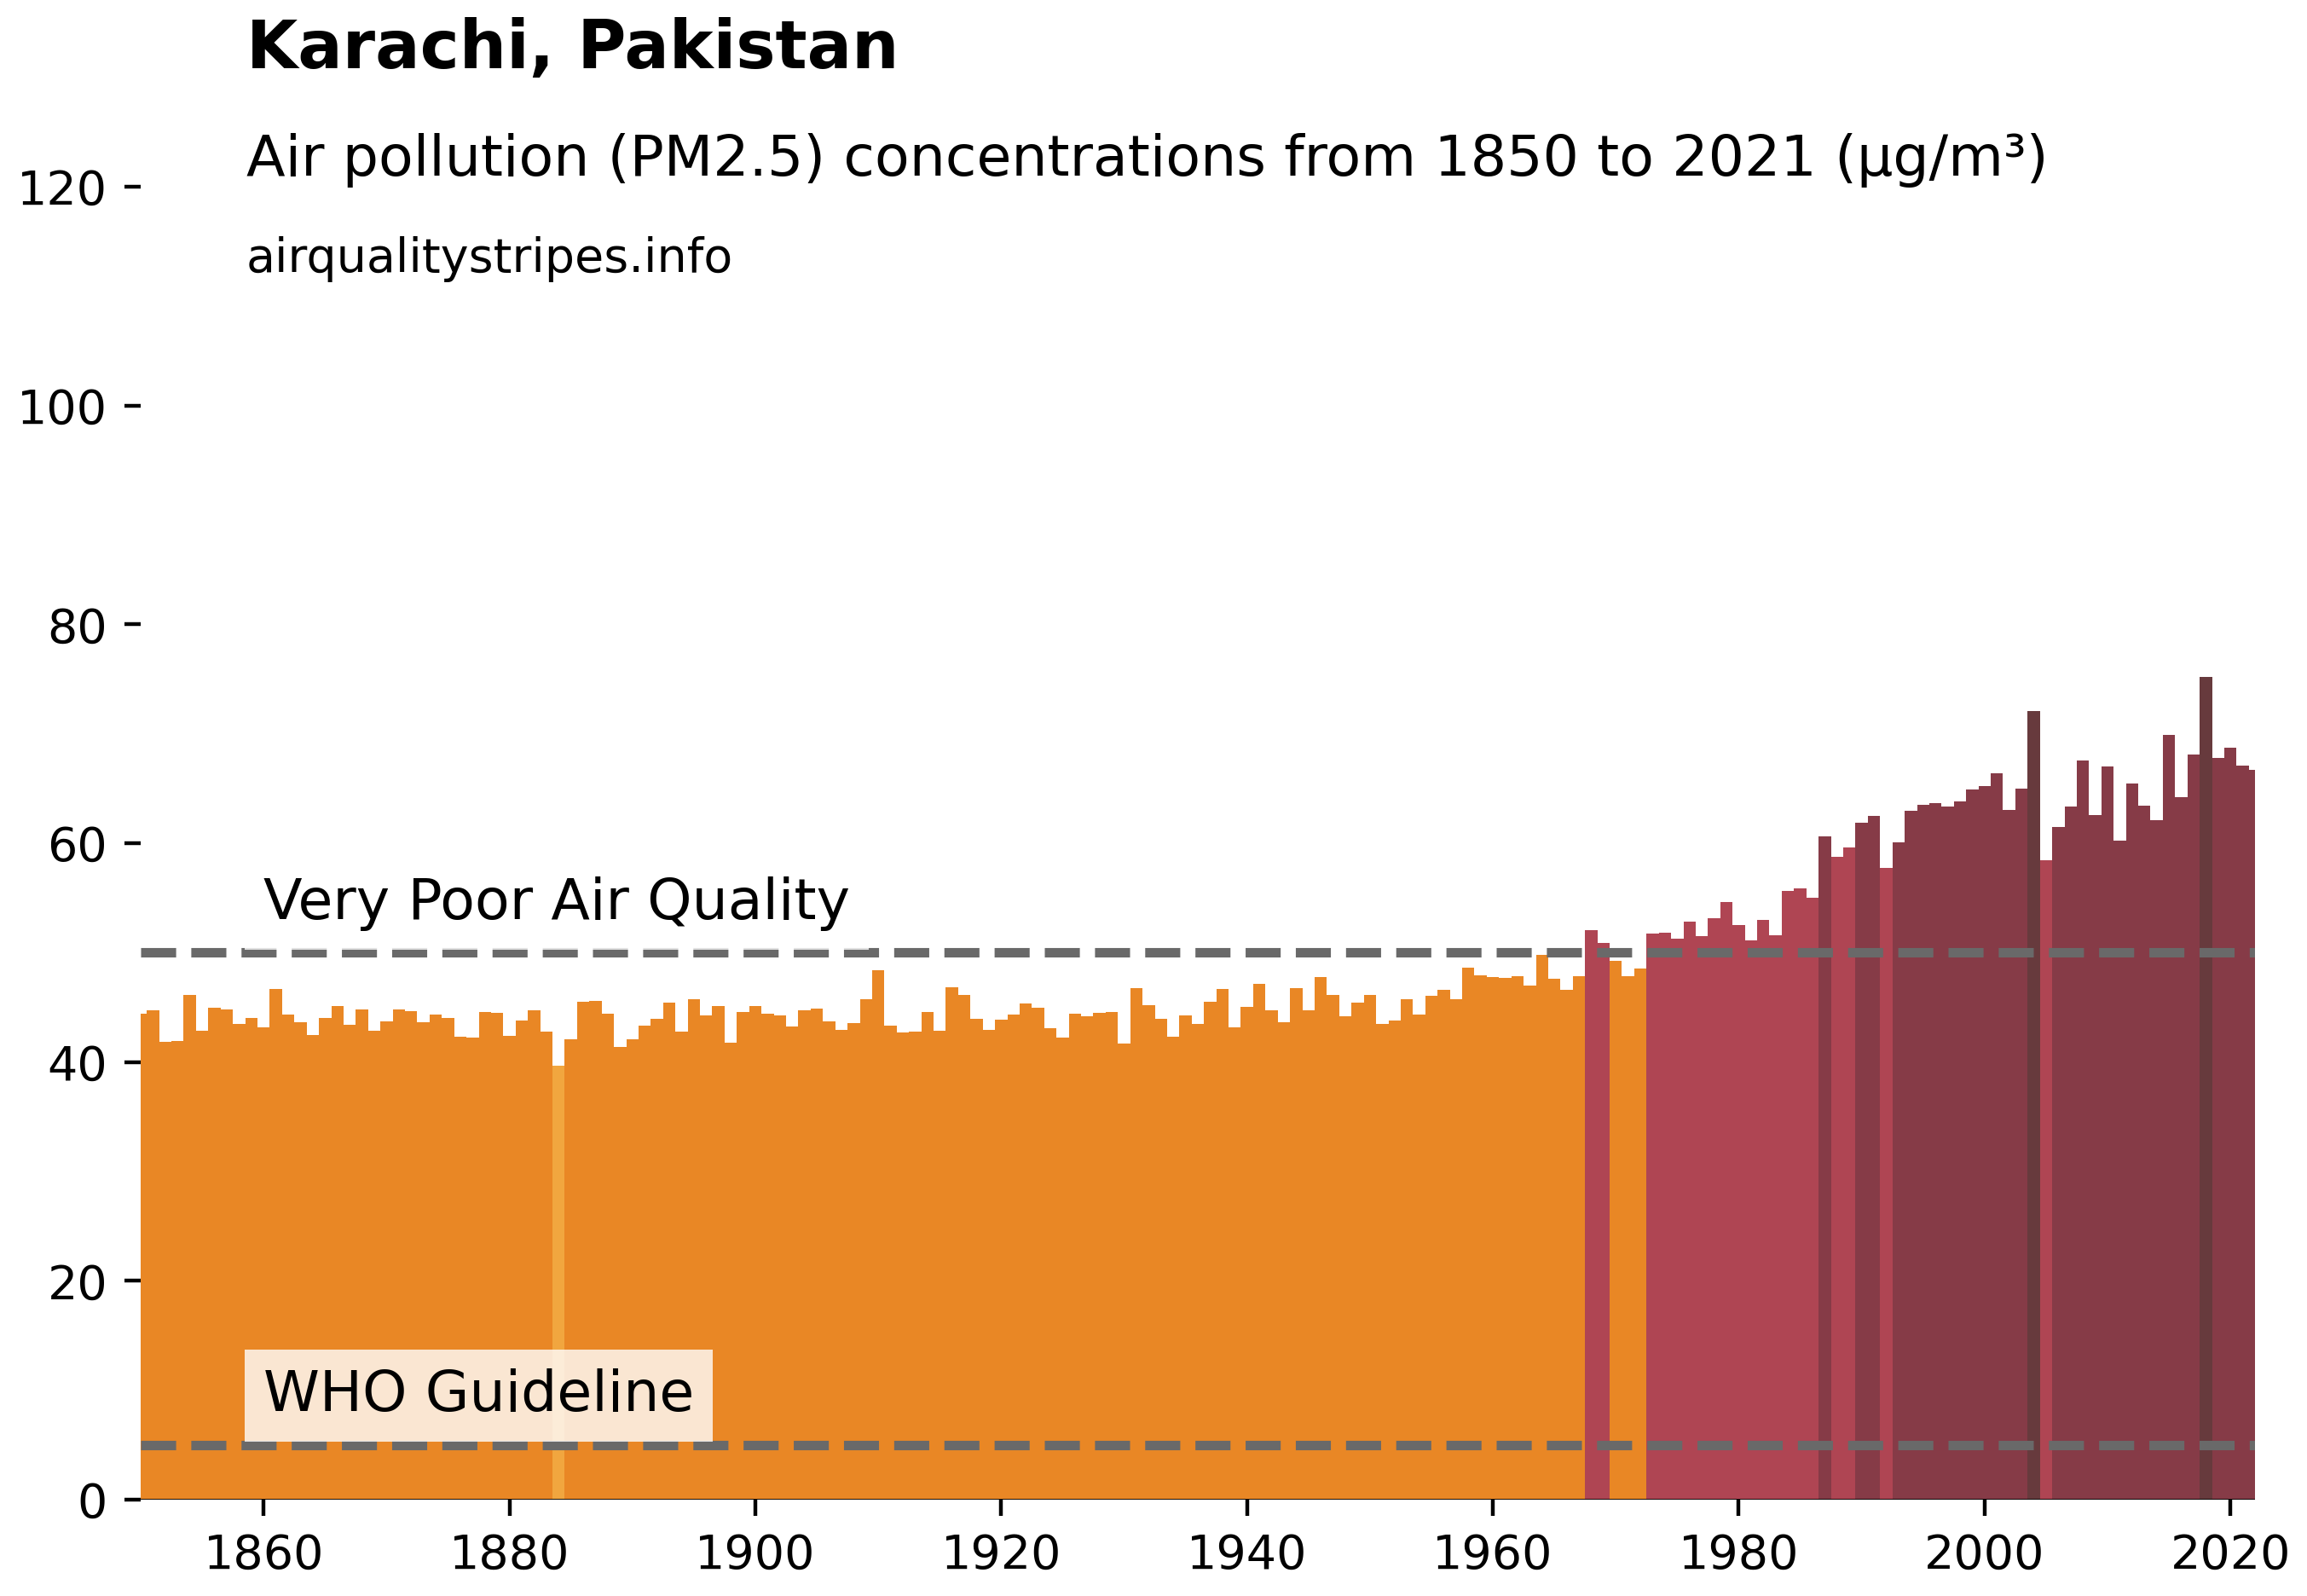 Karachi, Pakistan
Air pollution (PM2.5) concentrations from 1850 to 2021 (µg/m³)
airqualitystripes.info
120
100
80
60
40
20
0
Very Poor Air Quality
WHO Guideline
1860 1880 1900 1920 1940 1960 1980 2000 2020